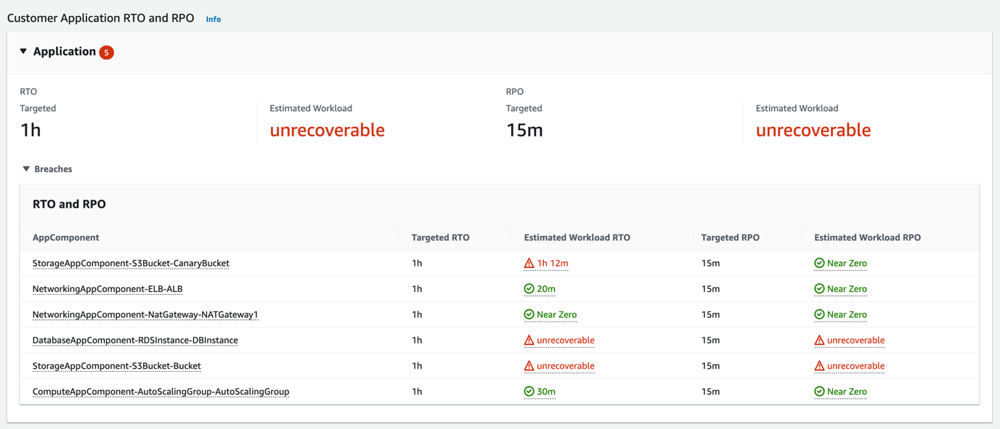 Customer Application RTO and RPO Info
Application 5
RTO RPO
Targeted Estimated Workload Targeted Estimated Workload
1h unrecoverable 15m unrecoverable
Breaches
RTO and RPO
AppComponent Targeted RTO Estimated Workload RTO Targeted RPO Estimated Workload RPO
StorageAppComponent-S3Bucket-CanaryBucket 1h 1h 12m 15m Near Zero
NetworkingAppComponent-ELB-ALB 1h 20m 15m Near Zero
NetworkingAppComponent-NatGateway-NATGateway1 1h Near Zero 15m Near Zero
DatabaseAppComponent-RDSInstance-DBInstance 1h unrecoverable 15m unrecoverable
StorageAppComponent-S3Bucket-Bucket 1h unrecoverable 15m unrecoverable
ComputeAppComponent-AutoScalingGroup-AutoScalingGroup 1h 30m 15m Near Zero